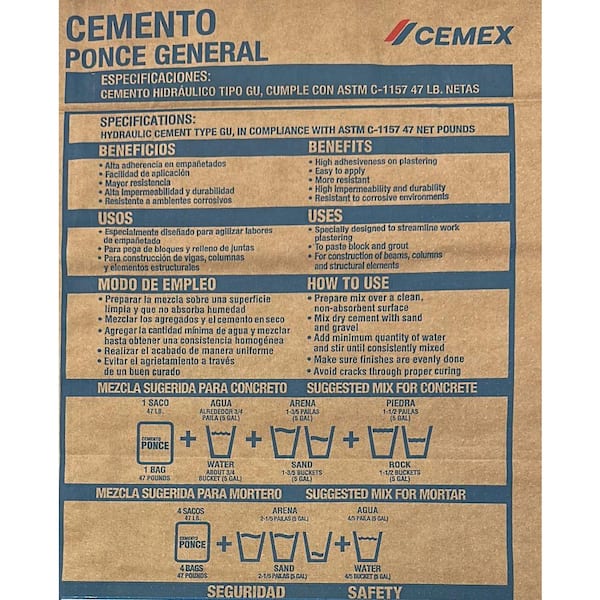 CEMENTO
PONCE GENERAL
CEMEX
ESPECIFICACIONES:
CEMENTO HIDRÁULICO TIPO GU, CUMPLE CON ASTM C-1157 47 LB. NETAS
SPECIFICATIONS:
HYDRAULIC CEMENT TYPE GU, IN COMPLIANCE WITH ASTM C-1157 47 NET POUNDS
BENEFICIOS
• Alta adherencia en empañetados
• Facilidad de aplicación
• Mayor resistencia
• Alta impermeabilidad y durabilidad
• Resistente a ambientes corrosivos
BENEFITS
• High adhesiveness on plastering
• Easy to apply
• More resistant
• High impermeability and durability
• Resistant to corrosive environments
USOS
• Especialmente diseñado para agilizar labores
de empañetado
• Para pega de bloques y relleno de juntas
• Para construcción de vigas, columnas
y elementos estructurales
USES
• Specially designed to streamline work
plastering
• To paste block and grout
• For construction of beams, columns
and structural elements
MODO DE EMPLEO
• Preparar la mezcla sobre una superficie
limpia y que no absorba humedad
• Mezclar los agregados y el cemento en seco
• Agregar la cantidad mínima de agua y mezclar
hasta obtener una consistencia homogénea
• Realizar el acabado de manera uniforme
• Evitar el agrietamiento a través
de un buen curado
HOW TO USE
• Prepare mix over a clean,
non-absorbent surface
• Mix dry cement with sand
and gravel
• Add minimum quantity of water
and stir until consistently mixed
• Make sure finishes are evenly done
• Avoid cracks through proper curing
MEZCLA SUGERIDA PARA CONCRETO SUGGESTED MIX FOR CONCRETE
1 SACO
47 LB.
AGUA
ALREDEDOR 3/4
PAILA (5 GAL)
ARENA
1-3/5 PAILAS
(5 GAL)
PIEDRA
1-1/2 PAILAS
(5 GAL)
CEMENTO
PONCE
+ + +
1 BAG
47 POUNDS
WATER
ABOUT 3/4
BUCKET (5 GAL)
SAND
1-3/5 BUCKETS
(5 GAL)
ROCK
1-1/2 BUCKETS
(5 GAL)
MEZCLA SUGERIDA PARA MORTERO SUGGESTED MIX FOR MORTAR
4 SACOS
47 LB.
ARENA
2-1/5 PAILAS (5 GAL)
AGUA
4/5 PAILA (5 GAL)
CEMENTO
PONCE
+ +
4 BAGS
47 POUNDS
SAND
2-1/5 PAILAS (5 GAL)
WATER
4/5 BUCKET (5 GAL)
SEGURIDAD SAFETY